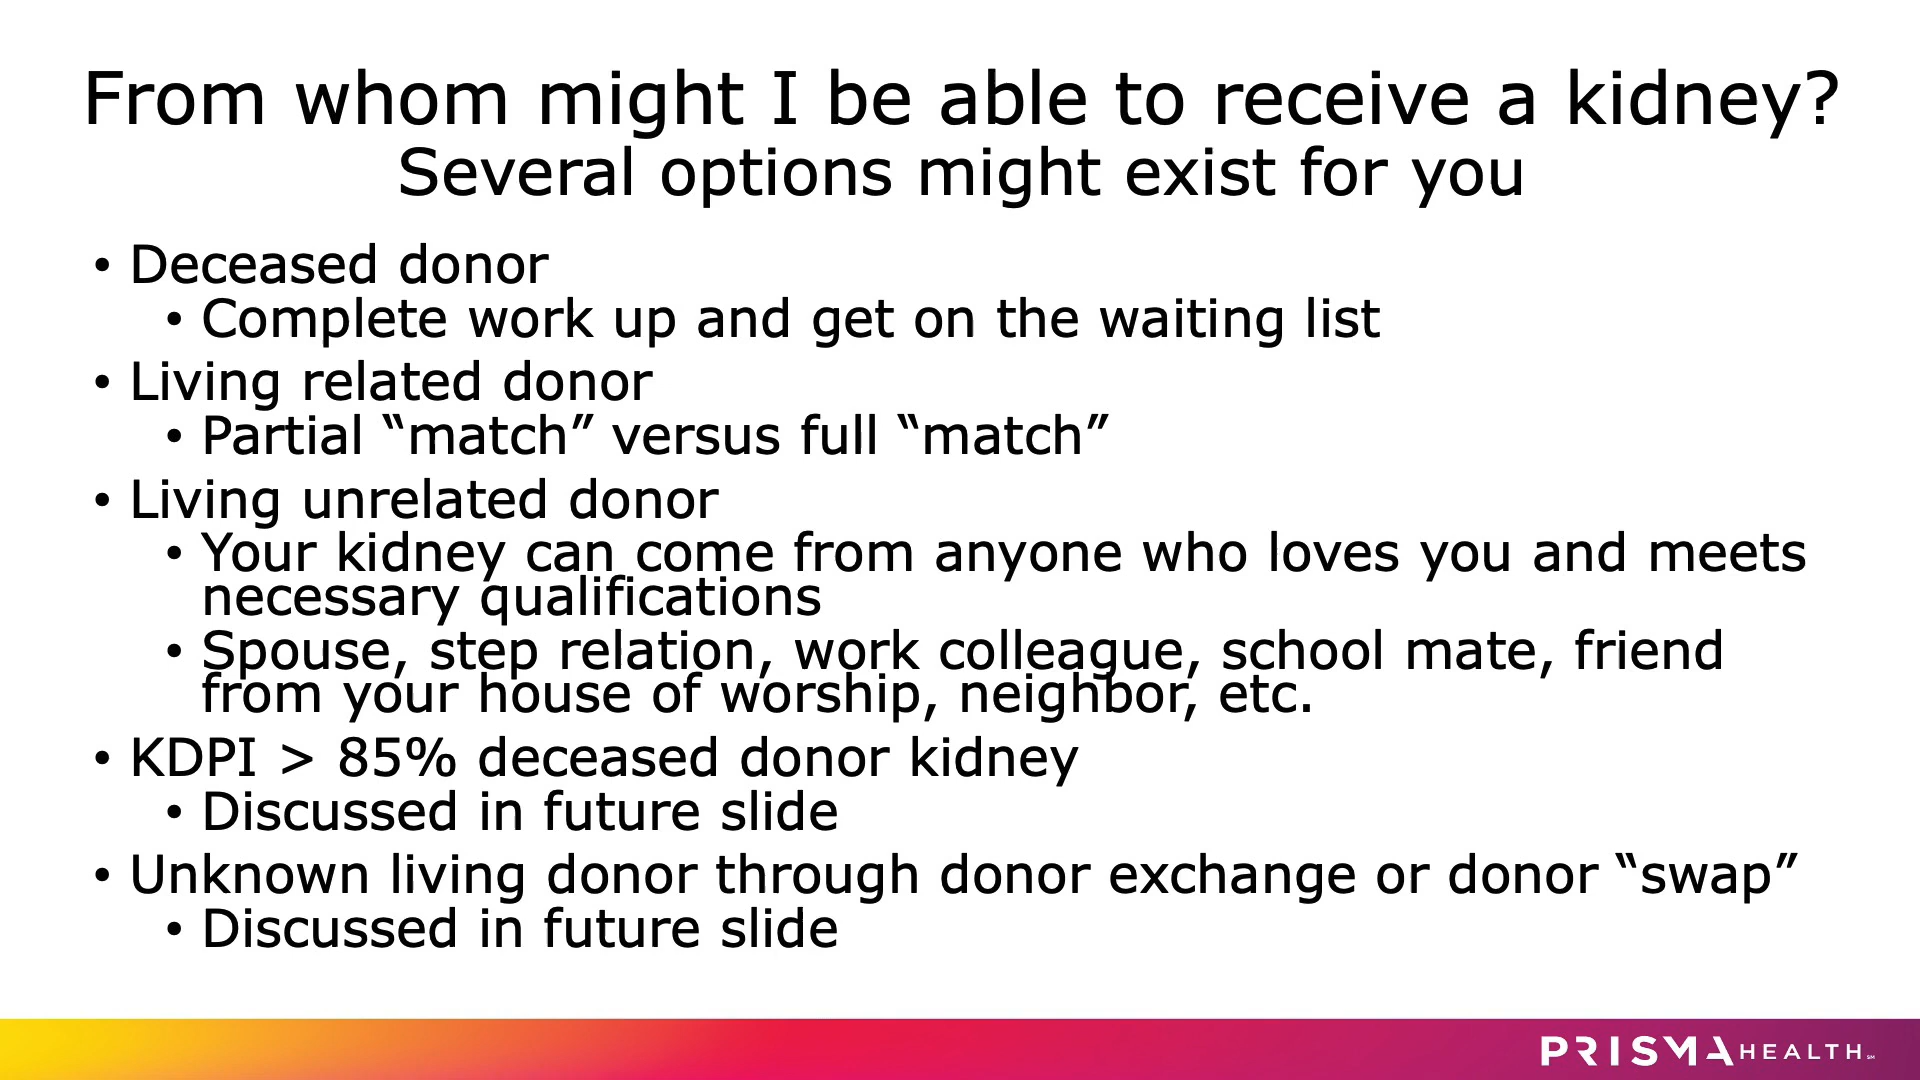 From whom might I be able to receive a kidney?
Several options might exist for you
• Deceased donor
• Complete work up and get on the waiting list
• Living related donor
• Partial “match” versus full “match”
• Living unrelated donor
• Your kidney can come from anyone who loves you and meets
necessary qualifications
• Spouse, step relation, work colleague, school mate, friend
from your house of worship, neighbor, etc.
• KDPI > 85% deceased donor kidney
• Discussed in future slide
• Unknown living donor through donor exchange or donor “swap”
• Discussed in future slide
PRISMA HEALTH℠